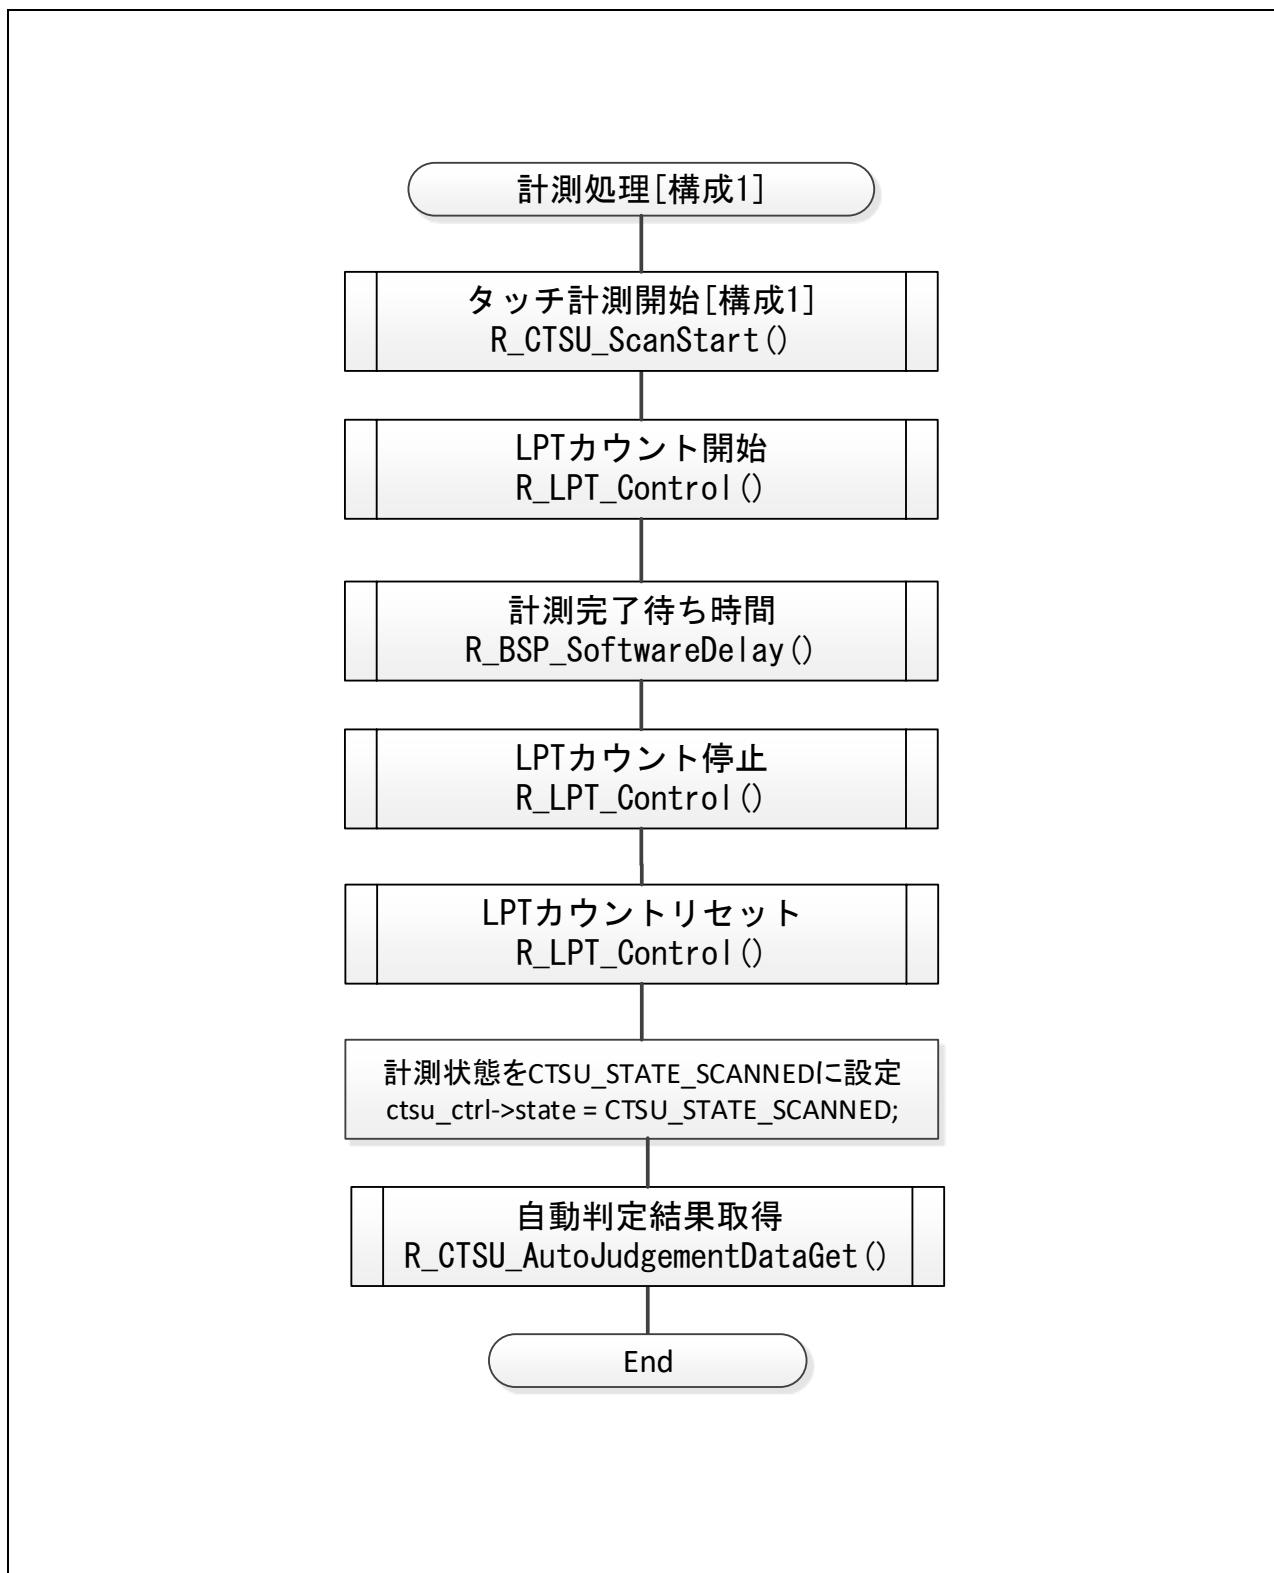 計測処理[構成1]
タッチ計測開始[構成1]
R_CTSU_ScanStart()
LPTカウント開始
R_LPT_Control()
計測完了待ち時間
R_BSP_SoftwareDelay()
LPTカウント停止
R_LPT_Control()
LPTカウントリセット
R_LPT_Control()
計測状態をCTSU_STATE_SCANNEDに設定
ctsu_ctrl->state = CTSU_STATE_SCANNED;
自動判定結果取得
R_CTSU_AutoJudgementDataGet()
End